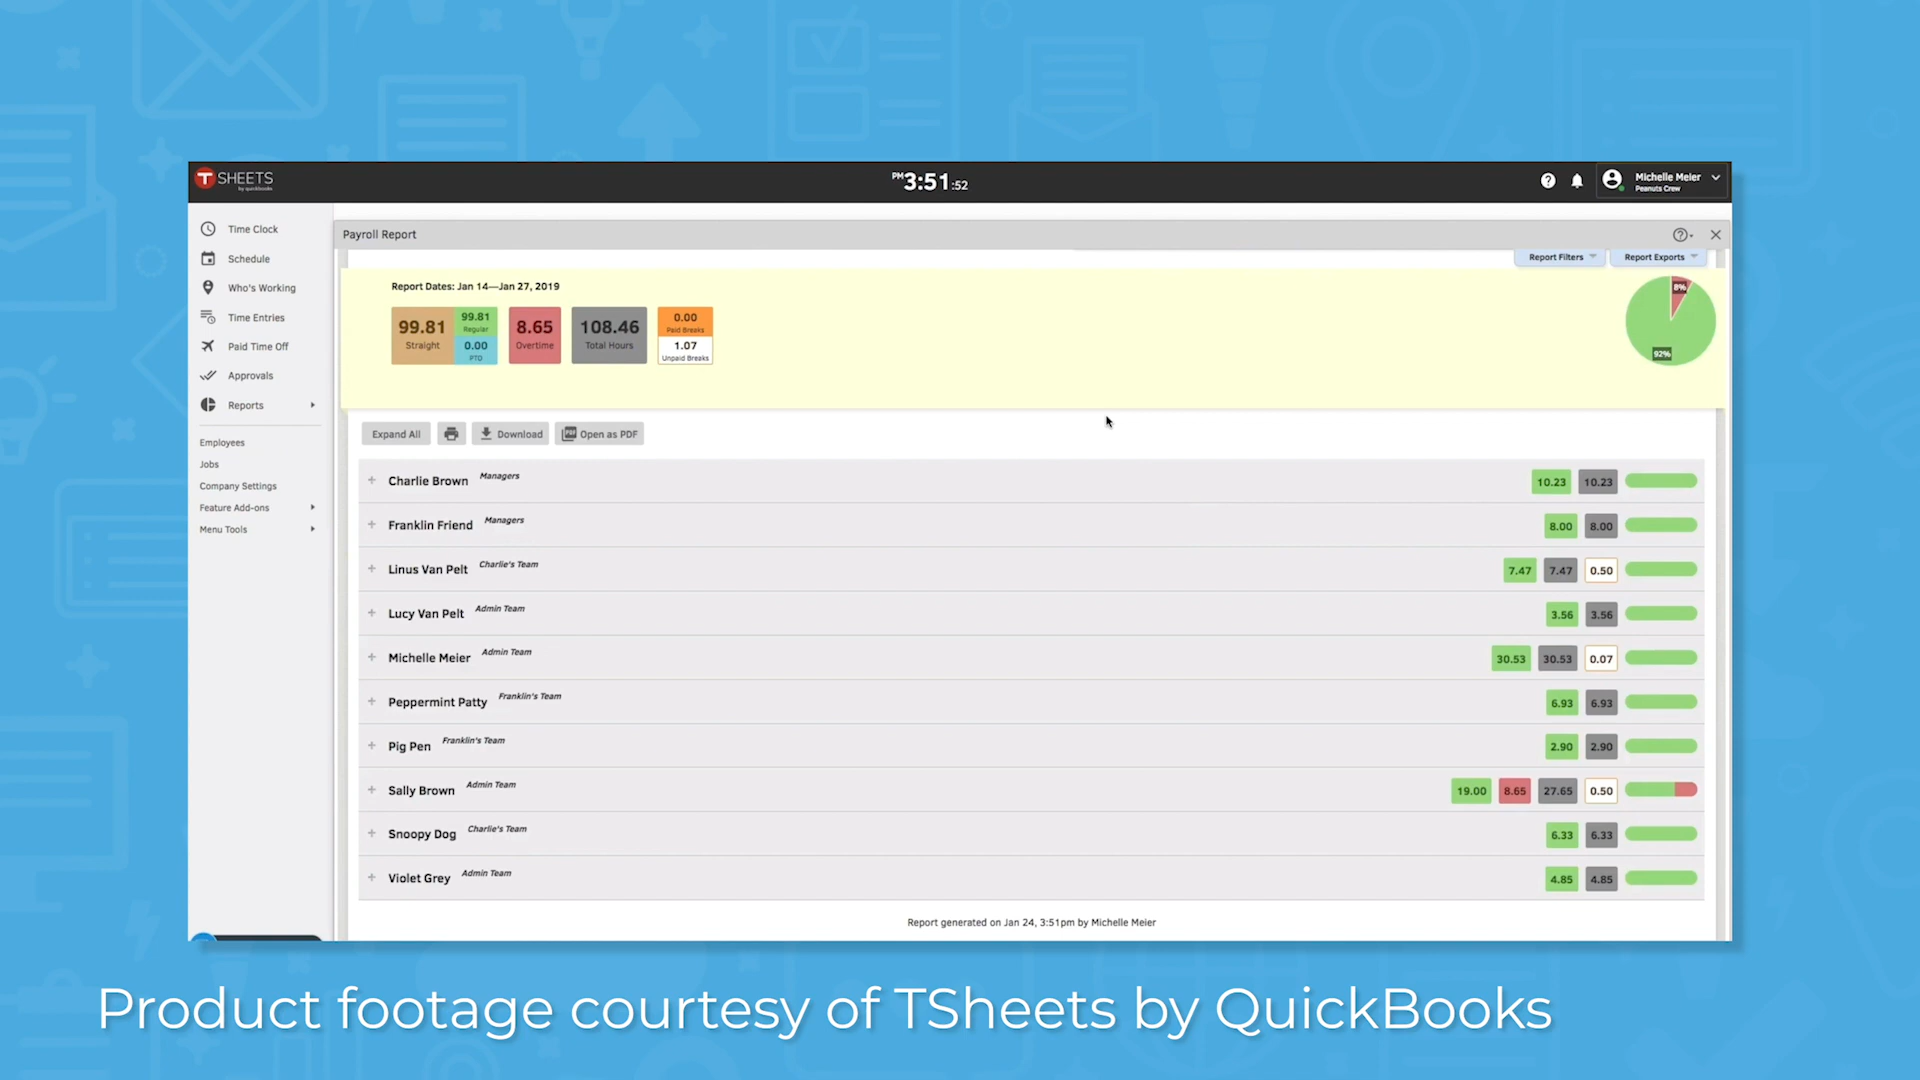 T SHEETS
by quickbooks
PM 3:51 :52
Michelle Meier
Peanuts Crew
Time Clock
Schedule
Who's Working
Time Entries
Paid Time Off
Approvals
Reports
Employees
Jobs
Company Settings
Feature Add-ons
Menu Tools
Payroll Report
Report Filters
Report Exports
Report Dates: Jan 14—Jan 27, 2019
99.81
Straight
99.81
Regular
0.00
PTO
8.65
Overtime
108.46
Total Hours
0.00
Paid Breaks
1.07
Unpaid Breaks
8%
92%
Expand All
Download
PDF Open as PDF
Charlie Brown Managers 10.23 10.23
Franklin Friend Managers 8.00 8.00
Linus Van Pelt Charlie's Team 7.47 7.47 0.50
Lucy Van Pelt Admin Team 3.56 3.56
Michelle Meier Admin Team 30.53 30.53 0.07
Peppermint Patty Franklin's Team 6.93 6.93
Pig Pen Franklin's Team 2.90 2.90
Sally Brown Admin Team 19.00 8.65 27.65 0.50
Snoopy Dog Charlie's Team 6.33 6.33
Violet Grey Admin Team 4.85 4.85
Report generated on Jan 24, 3:51pm by Michelle Meier
Product footage courtesy of TSheets by QuickBooks